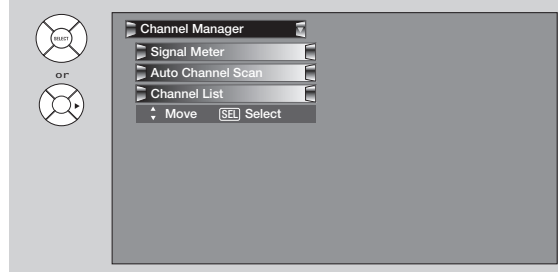 SELECT
or
Channel Manager
Signal Meter
Auto Channel Scan
Channel List
Move SEL Select